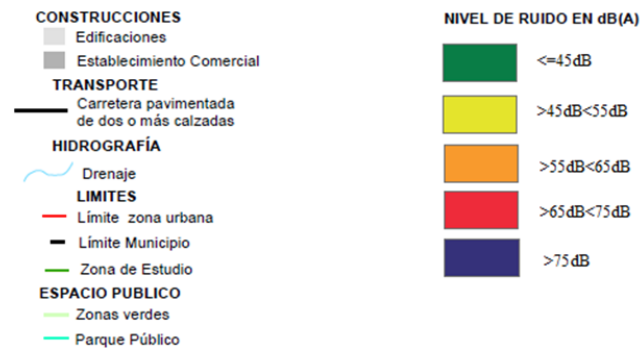 CONSTRUCCIONES
Edificaciones
Establecimiento Comercial
TRANSPORTE
Carretera pavimentada
de dos o más calzadas
HIDROGRAFÍA
Drenaje
LIMITES
Límite zona urbana
Límite Municipio
Zona de Estudio
ESPACIO PUBLICO
Zonas verdes
Parque Público
NIVEL DE RUIDO EN dB(A)
<=45dB
>45dB<55dB
>55dB<65dB
>65dB<75dB
>75dB